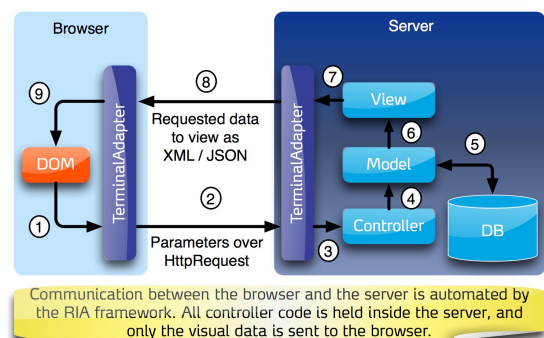 Browser
Server
9
8
7
TerminalAdapter
TerminalAdapter
View
Requested data
to view as
XML / JSON
6
5
DOM
Model
2
4
1
Parameters over
HttpRequest
3
Controller
DB
Communication between the browser and the server is automated by
the RIA framework. All controller code is held inside the server, and
only the visual data is sent to the browser.